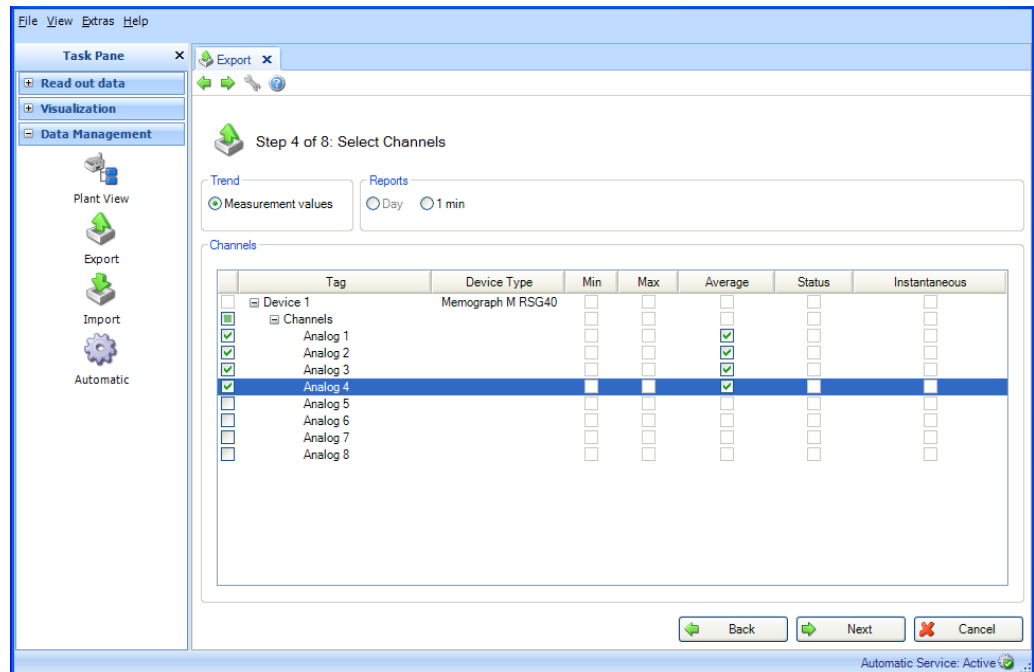 File View Extras Help
Task Pane x
Export x
Read out data
Visualization
Data Management
Plant View
Export
Import
Automatic
Step 4 of 8: Select Channels
Trend
Measurement values
Reports
Day 1 min
Channels
Tag Device Type Min Max Average Status Instantaneous
Device 1 Memograph M RSG40
Channels
Analog 1
Analog 2
Analog 3
Analog 4
Analog 5
Analog 6
Analog 7
Analog 8
Back Next Cancel
Automatic Service: Active